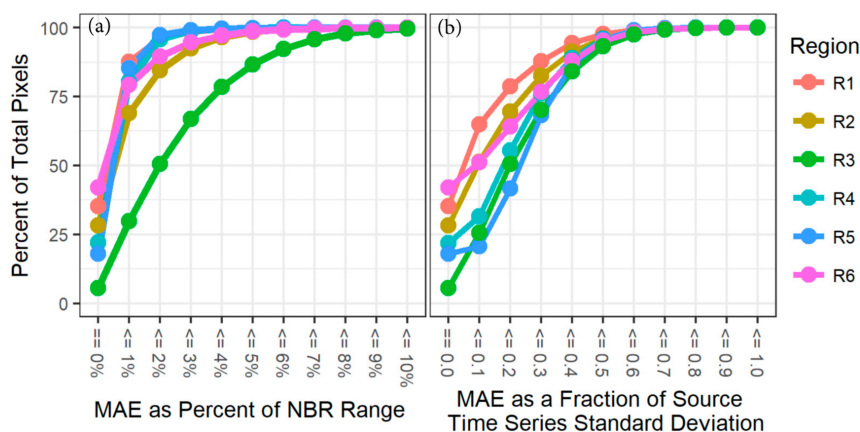 (a)
(b)
Percent of Total Pixels
100
75
50
25
0
== 0%
<= 1%
<= 2%
<= 3%
<= 4%
<= 5%
<= 6%
<= 7%
<= 8%
<= 9%
<= 10%
MAE as Percent of NBR Range
== 0.0
<= 0.1
<= 0.2
<= 0.3
<= 0.4
<= 0.5
<= 0.6
<= 0.7
<= 0.8
<= 0.9
<= 1.0
MAE as a Fraction of Source
Time Series Standard Deviation
Region
R1
R2
R3
R4
R5
R6